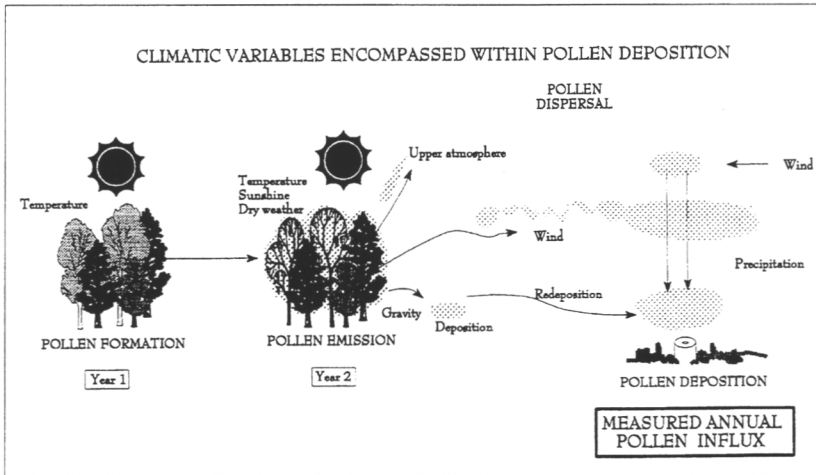 CLIMATIC VARIABLES ENCOMPASSED WITHIN POLLEN DEPOSITION
POLLEN
DISPERSAL
Upper atmosphere
Wind
Temperature
Temperature
Sunshine
Dry weather
Wind
Precipitation
Gravity
Deposition
Redeposition
POLLEN FORMATION
POLLEN EMISSION
POLLEN DEPOSITION
Year 1
Year 2
MEASURED ANNUAL
POLLEN INFLUX